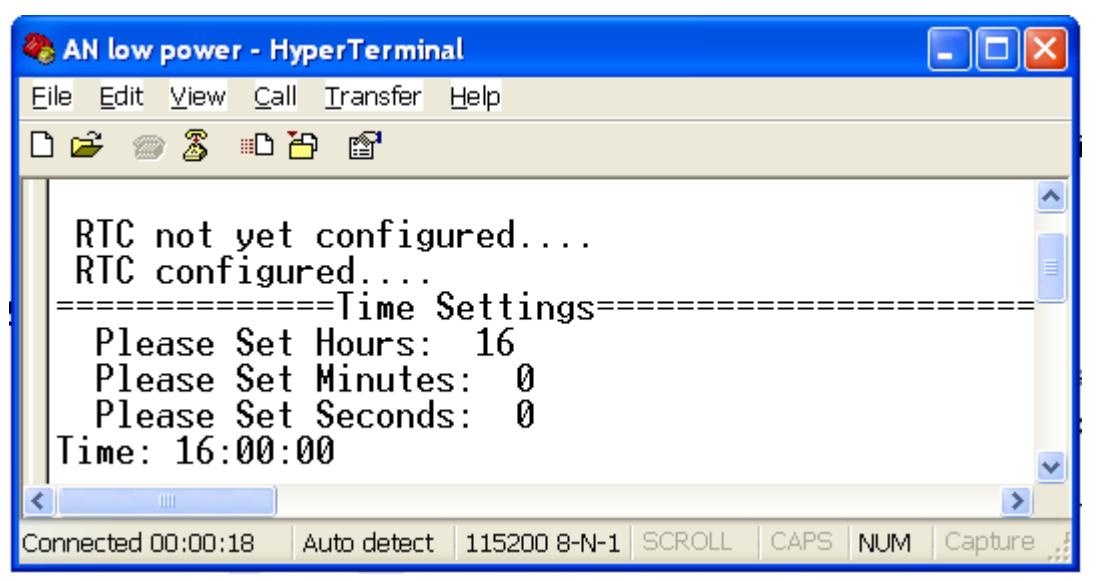 AN low power - HyperTerminal
File Edit View Call Transfer Help
RTC not yet configured....
RTC configured....
==============Time Settings======================
Please Set Hours: 16
Please Set Minutes: 0
Please Set Seconds: 0
Time: 16:00:00
Connected 00:00:18 Auto detect 115200 8-N-1 SCROLL CAPS NUM Capture